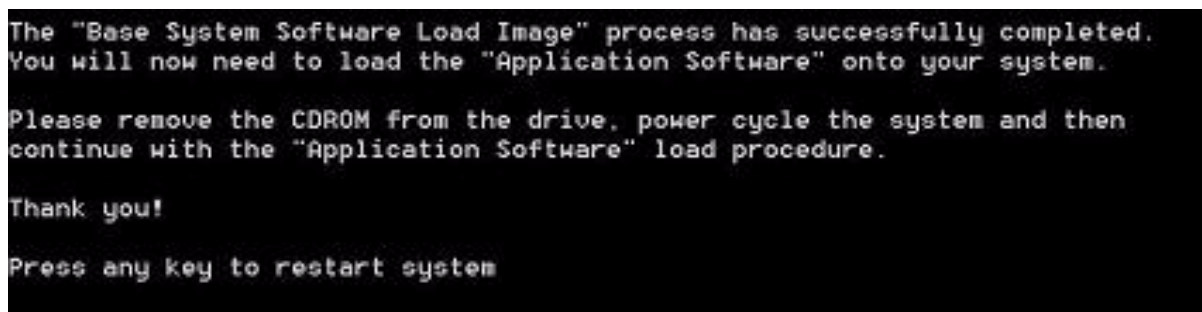 The "Base System Software Load Image" process has successfully completed.
You will now need to load the "Application Software" onto your system.
Please remove the CDROM from the drive, power cycle the system and then
continue with the "Application Software" load procedure.
Thank you!
Press any key to restart system